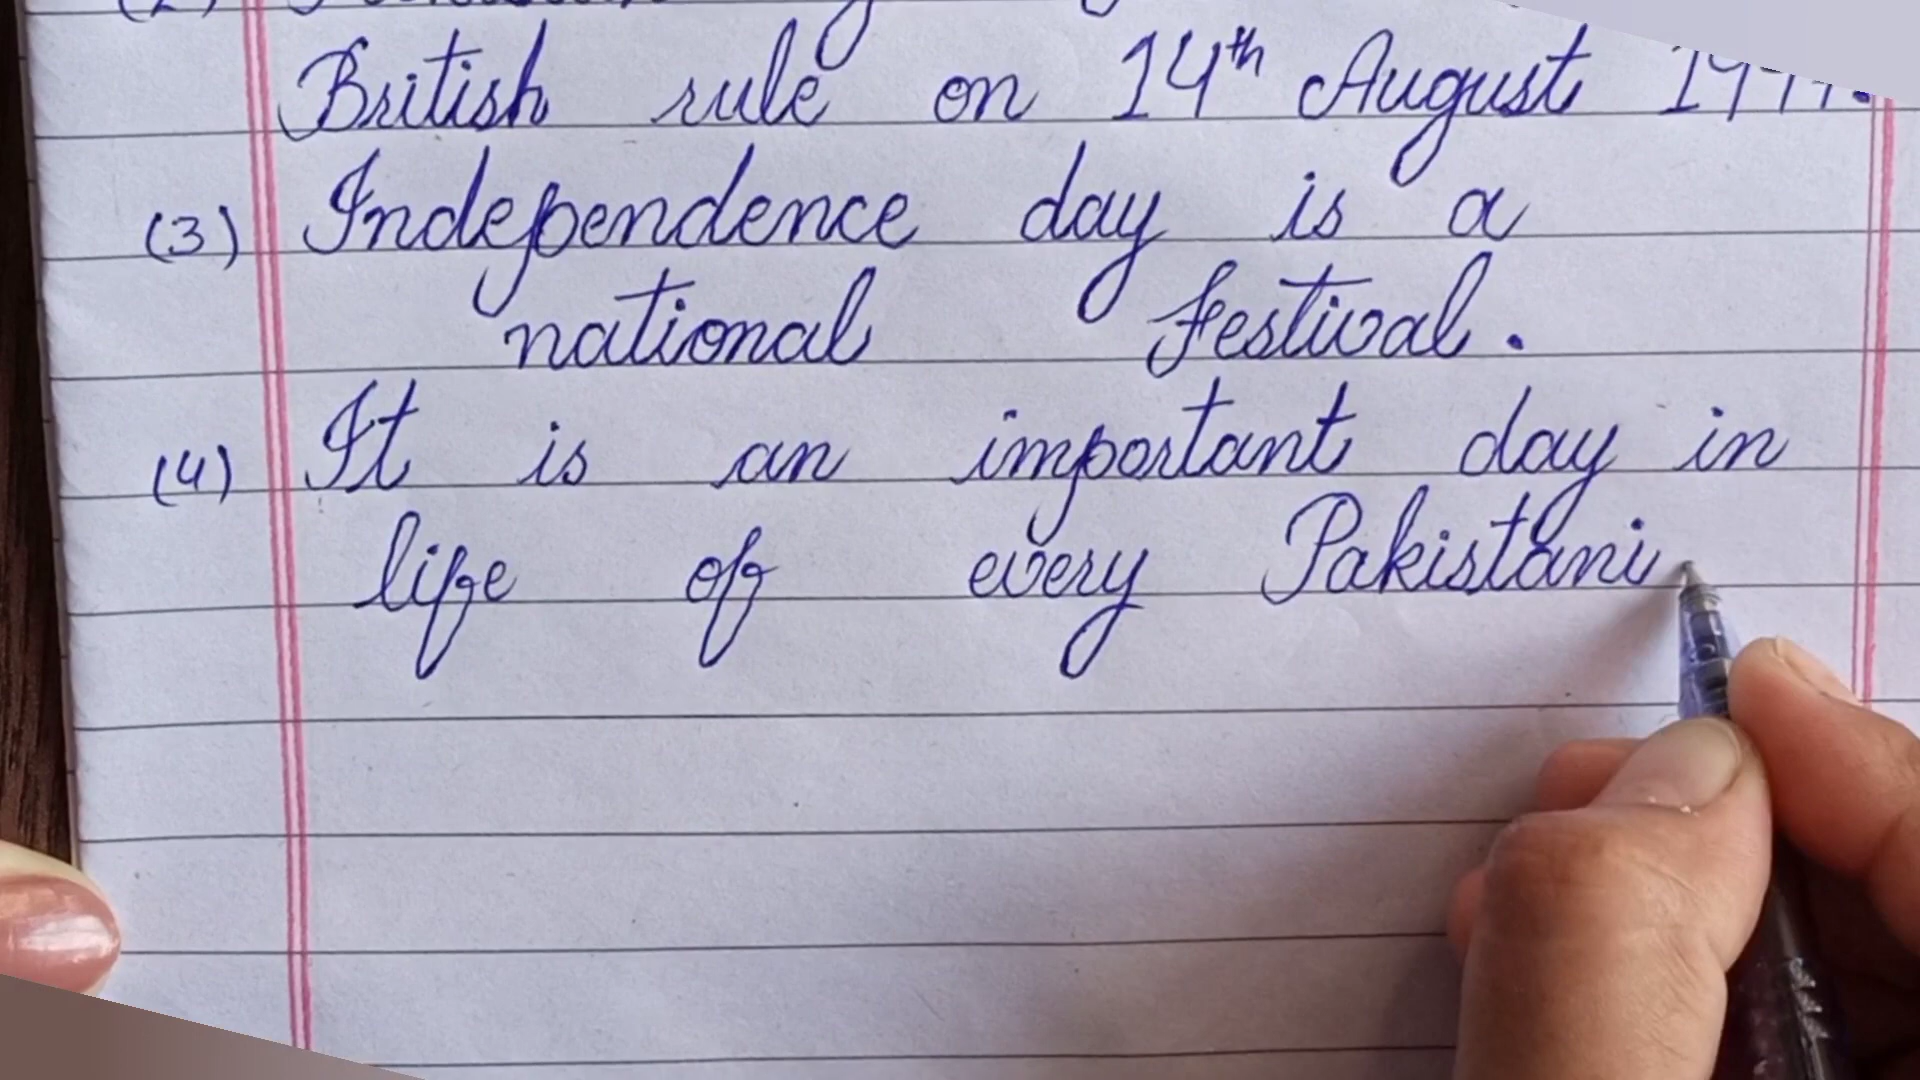 British rule on 14th August
(3) Independence day is a
national festival.
(4) It is an important day in
life of every Pakistani